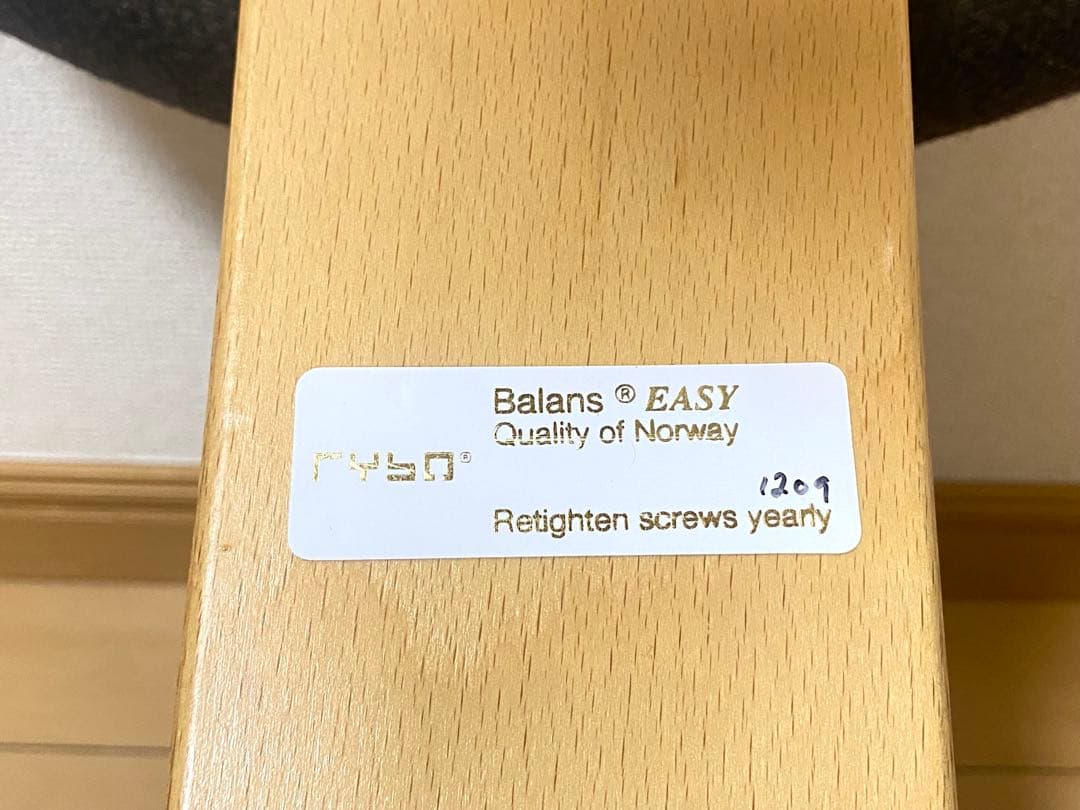 Balans ® EASY
Quality of Norway
rybo®
1209
Retighten screws yearly